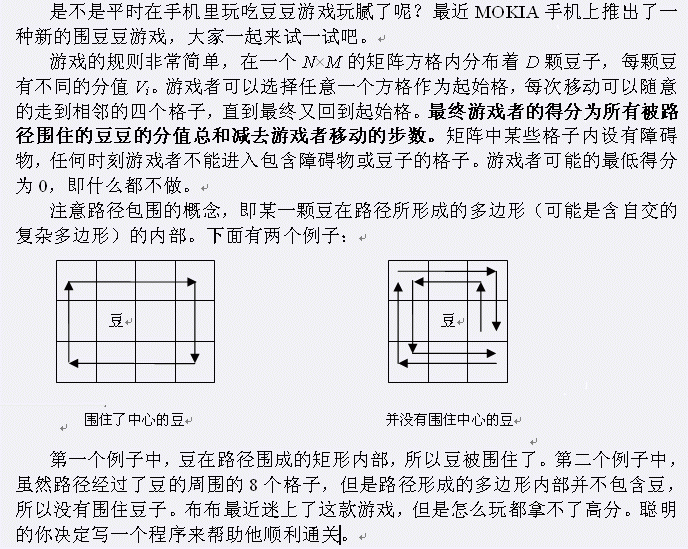 是不是平时在手机里玩吃豆豆游戏玩腻了呢？最近 MOKIA 手机上推出了一
种新的围豆豆游戏，大家一起来试一试吧。
游戏的规则非常简单，在一个 N×M 的矩阵方格内分布着 D 颗豆子，每颗豆
有不同的分值 Vi。游戏者可以选择任意一个方格作为起始格，每次移动可以随意
的走到相邻的四个格子，直到最终又回到起始格。最终游戏者的得分为所有被路
径围住的豆豆的分值总和减去游戏者移动的步数。矩阵中某些格子内设有障碍
物，任何时刻游戏者不能进入包含障碍物或豆子的格子。游戏者可能的最低得分
为 0，即什么都不做。
注意路径包围的概念，即某一颗豆在路径所形成的多边形（可能是含自交的
复杂多边形）的内部。下面有两个例子：
豆
豆
围住了中心的豆
并没有围住中心的豆
第一个例子中，豆在路径围成的矩形内部，所以豆被围住了。第二个例子中，
虽然路径经过了豆的周围的 8 个格子，但是路径形成的多边形内部并不包含豆，
所以没有围住豆子。布布最近迷上了这款游戏，但是怎么玩都拿不了高分。聪明
的你决定写一个程序来帮助他顺利通关。